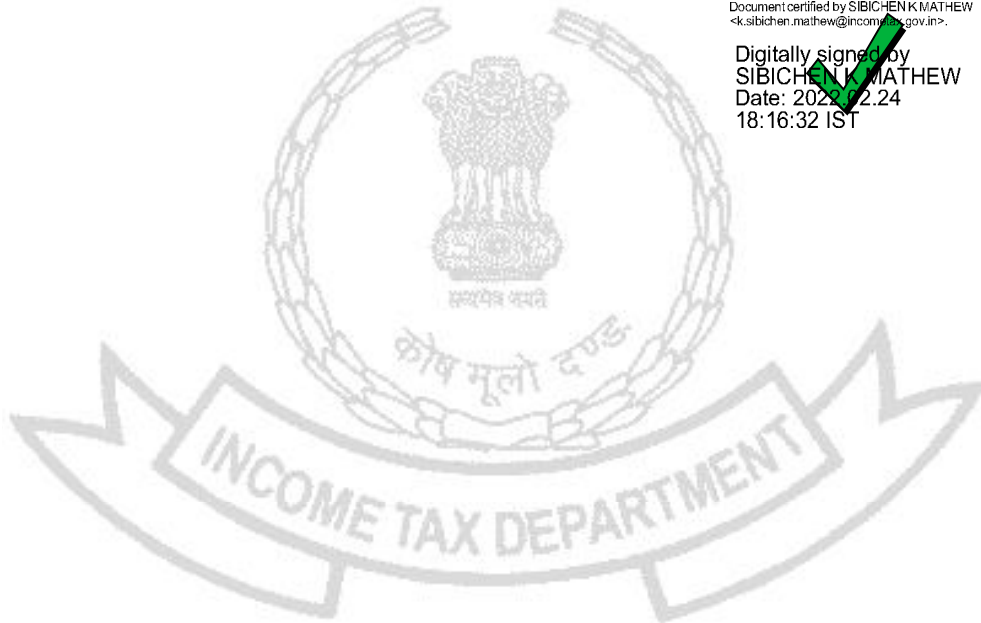 Document certified by SIBICHEN K MATHEW
<k.sibichen.mathew@incometax.gov.in>.
Digitally signed by
SIBICHEN K MATHEW
Date: 2022.02.24
18:16:32 IST
सत्यमेव जयते
कोष मूलो दण्डः
INCOME TAX DEPARTMENT